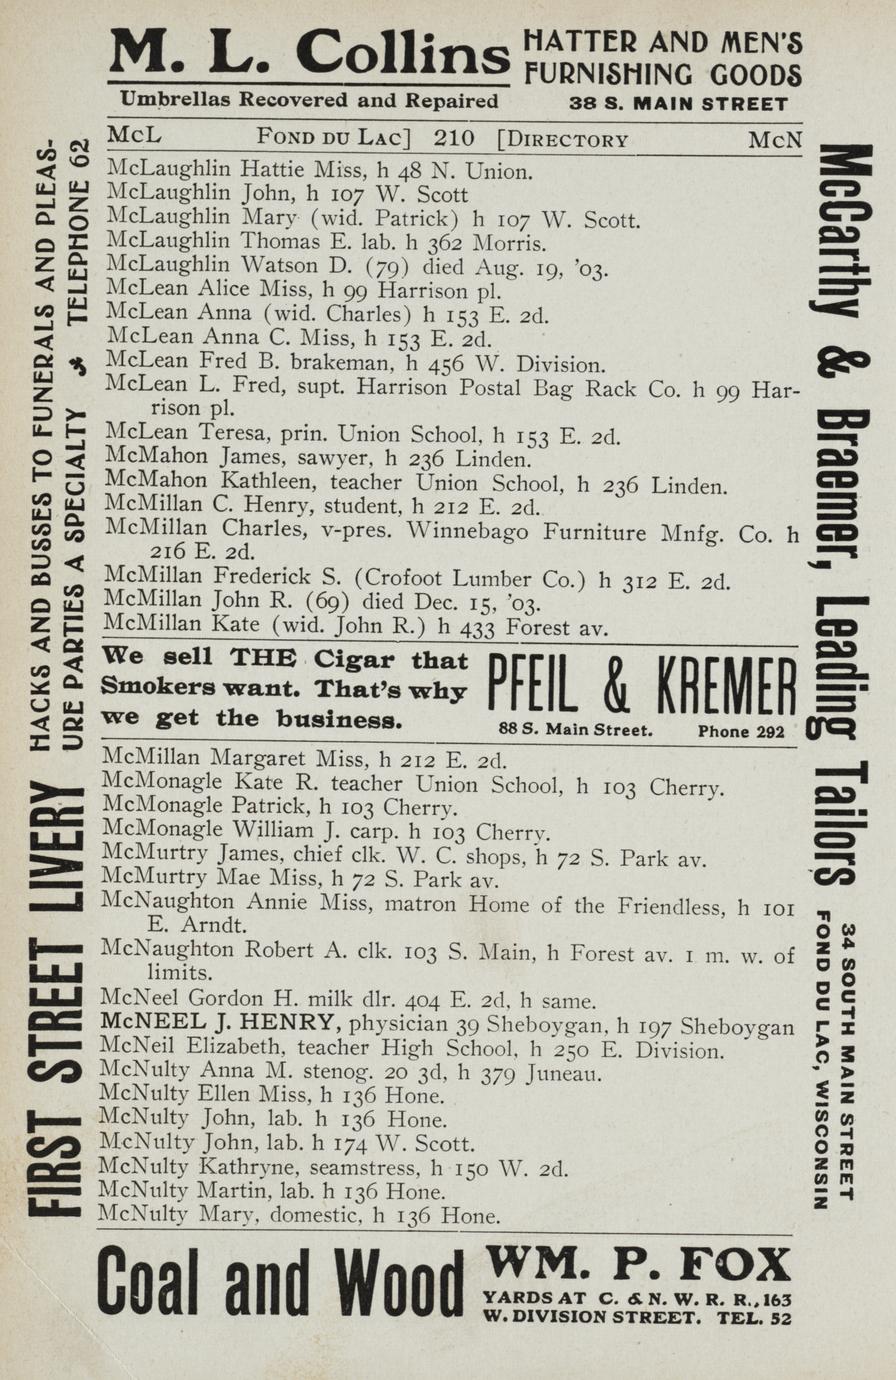 M. L. Collins
HATTER AND MEN'S
FURNISHING GOODS
Umbrellas Recovered and Repaired
38 S. MAIN STREET
McL FOND DU LAC] 210 [DIRECTORY McN
McLaughlin Hattie Miss, h 48 N. Union.
McLaughlin John, h 107 W. Scott
McLaughlin Mary (wid. Patrick) h 107 W. Scott.
McLaughlin Thomas E. lab. h 362 Morris.
McLaughlin Watson D. (79) died Aug. 19, '03.
McLean Alice Miss, h 99 Harrison pl.
McLean Anna (wid. Charles) h 153 E. 2d.
McLean Anna C. Miss, h 153 E. 2d.
McLean Fred B. brakeman, h 456 W. Division.
McLean L. Fred, supt. Harrison Postal Bag Rack Co. h 99 Har-
rison pl.
McLean Teresa, prin. Union School, h 153 E. 2d.
McMahon James, sawyer, h 236 Linden.
McMahon Kathleen, teacher Union School, h 236 Linden.
McMillan C. Henry, student, h 212 E. 2d.
McMillan Charles, v-pres. Winnebago Furniture Mnfg. Co. h
216 E. 2d.
McMillan Frederick S. (Crofoot Lumber Co.) h 312 E. 2d.
McMillan John R. (69) died Dec. 15, '03.
McMillan Kate (wid. John R.) h 433 Forest av.
We sell THE Cigar that
Smokers want. That's why
we get the business.
PFEIL & KREMER
88 S. Main Street. Phone 292
McMillan Margaret Miss, h 212 E. 2d.
McMonagle Kate R. teacher Union School, h 103 Cherry.
McMonagle Patrick, h 103 Cherry.
McMonagle William J. carp. h 103 Cherry.
McMurtry James, chief clk. W. C. shops, h 72 S. Park av.
McMurtry Mae Miss, h 72 S. Park av.
McNaughton Annie Miss, matron Home of the Friendless, h 101
E. Arndt.
McNaughton Robert A. clk. 103 S. Main, h Forest av. 1 m. w. of
limits.
McNeel Gordon H. milk dlr. 404 E. 2d, h same.
McNEEL J. HENRY, physician 39 Sheboygan, h 197 Sheboygan
McNeil Elizabeth, teacher High School, h 250 E. Division.
McNulty Anna M. stenog. 20 3d, h 379 Juneau.
McNulty Ellen Miss, h 136 Hone.
McNulty John, lab. h 136 Hone.
McNulty John, lab. h 174 W. Scott.
McNulty Kathryne, seamstress, h 150 W. 2d.
McNulty Martin, lab. h 136 Hone.
McNulty Mary, domestic, h 136 Hone.
Coal and Wood
WM. P. FOX
YARDS AT C. & N. W. R. R., 163
W. DIVISION STREET. TEL. 52
FIRST STREET LIVERY
HACKS AND BUSSES TO FUNERALS AND PLEAS-
URE PARTIES A SPECIALTY TELEPHONE 62
McCarthy & Braemer, Leading Tailors
34 SOUTH MAIN STREET
FOND DU LAC, WISCONSIN